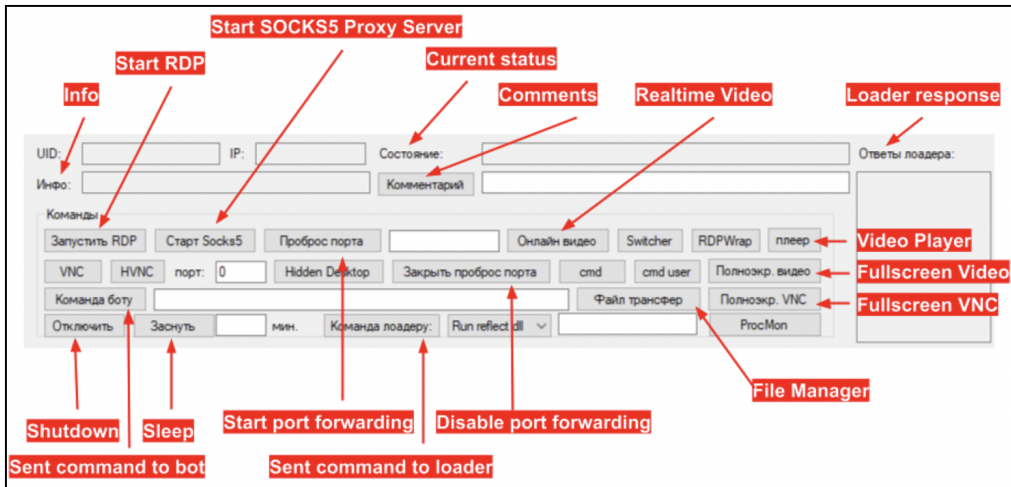 Start SOCKS5 Proxy Server
Start RDP
Current status
Info
Comments
Realtime Video
Loader response
UID:
IP:
Состояние:
Ответы лоадера:
Инфо:
Комментарий
Команды
Запустить RDP
Старт Socks5
Проброс порта
Онлайн видео
Switcher
RDPWrap
плеер
Video Player
VNC
HVNC
порт:
0
Hidden Desktop
Закрыть проброс порта
cmd
cmd user
Полноэкр. видео
Fullscreen Video
Команда боту
Файл трансфер
Полноэкр. VNC
Fullscreen VNC
Отключить
Заснуть
мин.
Команда лоадеру:
Run reflect dll
ProcMon
File Manager
Shutdown
Sleep
Start port forwarding
Disable port forwarding
Sent command to bot
Sent command to loader